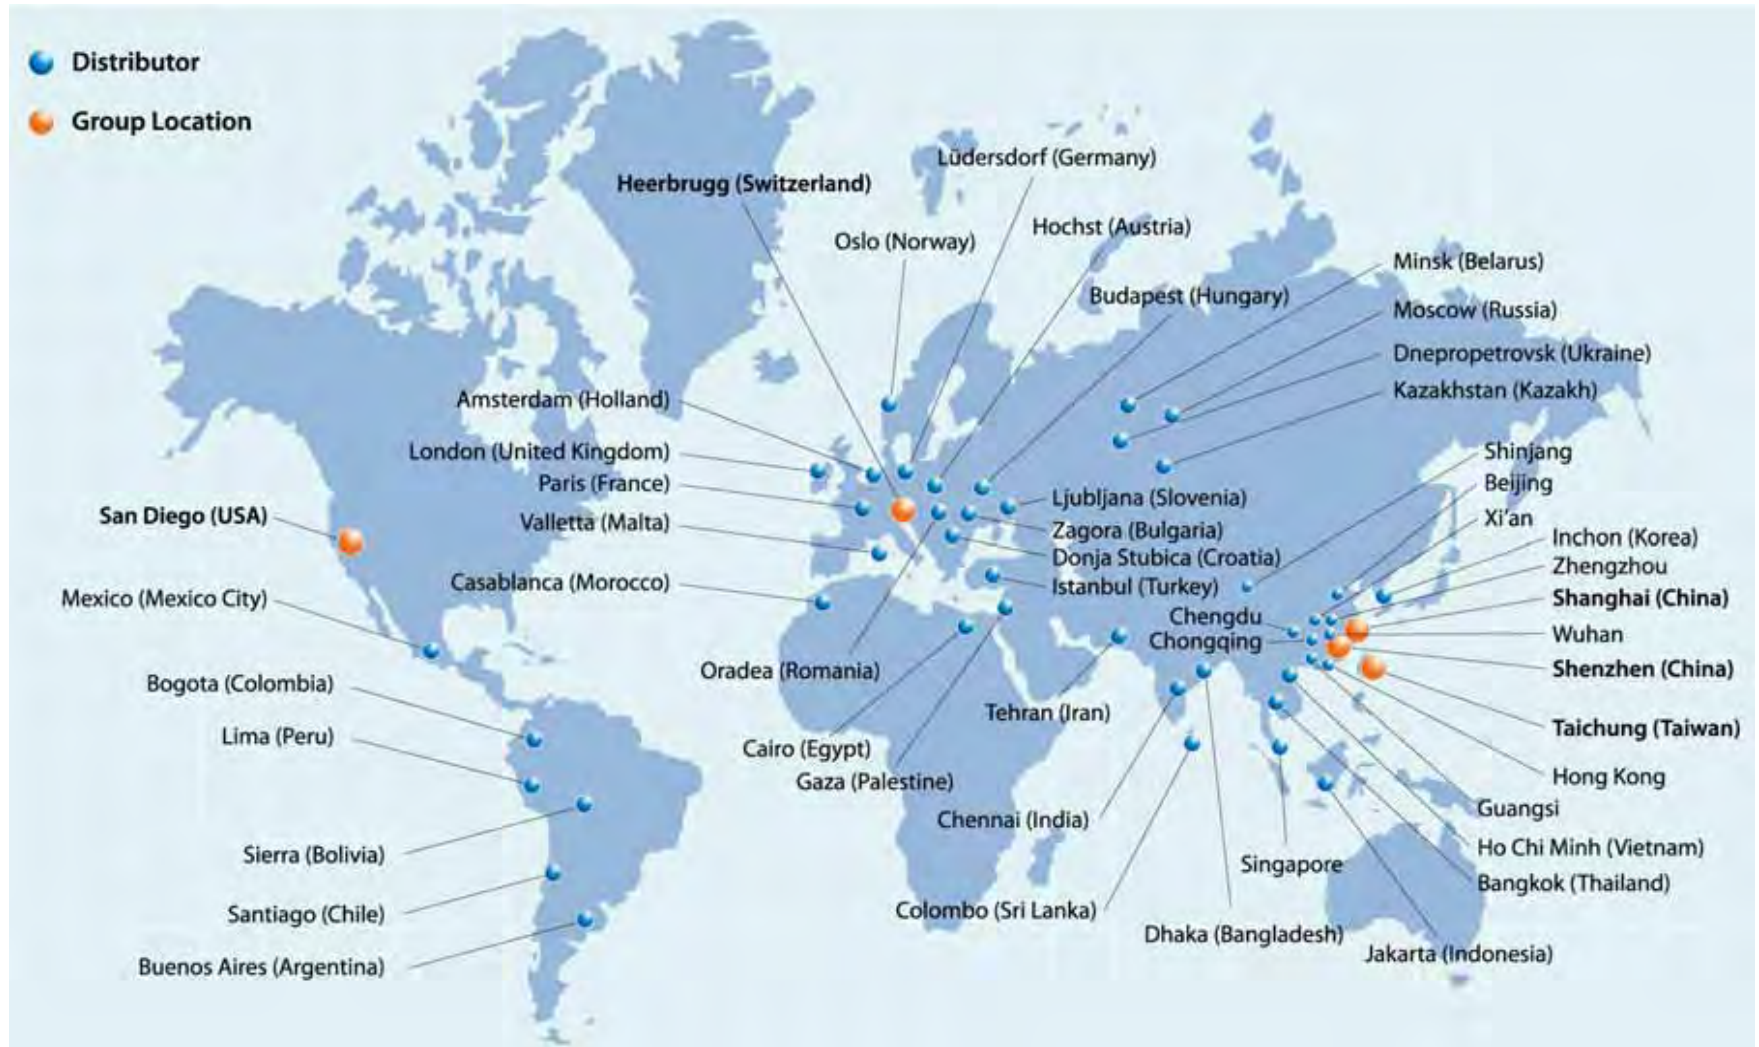 Distributor
Group Location
Lüdersdorf (Germany)
Heerbrugg (Switzerland)
Hochst (Austria)
Oslo (Norway)
Minsk (Belarus)
Budapest (Hungary)
Moscow (Russia)
Dnepropetrovsk (Ukraine)
Kazakhstan (Kazakh)
Amsterdam (Holland)
London (United Kingdom)
Shinjang
Paris (France)
Beijing
Ljubljana (Slovenia)
San Diego (USA)
Valletta (Malta)
Xi'an
Zagora (Bulgaria)
Inchon (Korea)
Donja Stubica (Croatia)
Zhengzhou
Casablanca (Morocco)
Istanbul (Turkey)
Mexico (Mexico City)
Shanghai (China)
Chengdu
Wuhan
Chongqing
Oradea (Romania)
Shenzhen (China)
Bogota (Colombia)
Tehran (Iran)
Taichung (Taiwan)
Lima (Peru)
Cairo (Egypt)
Hong Kong
Gaza (Palestine)
Guangsi
Chennai (India)
Ho Chi Minh (Vietnam)
Sierra (Bolivia)
Singapore
Bangkok (Thailand)
Santiago (Chile)
Colombo (Sri Lanka)
Dhaka (Bangladesh)
Jakarta (Indonesia)
Buenos Aires (Argentina)